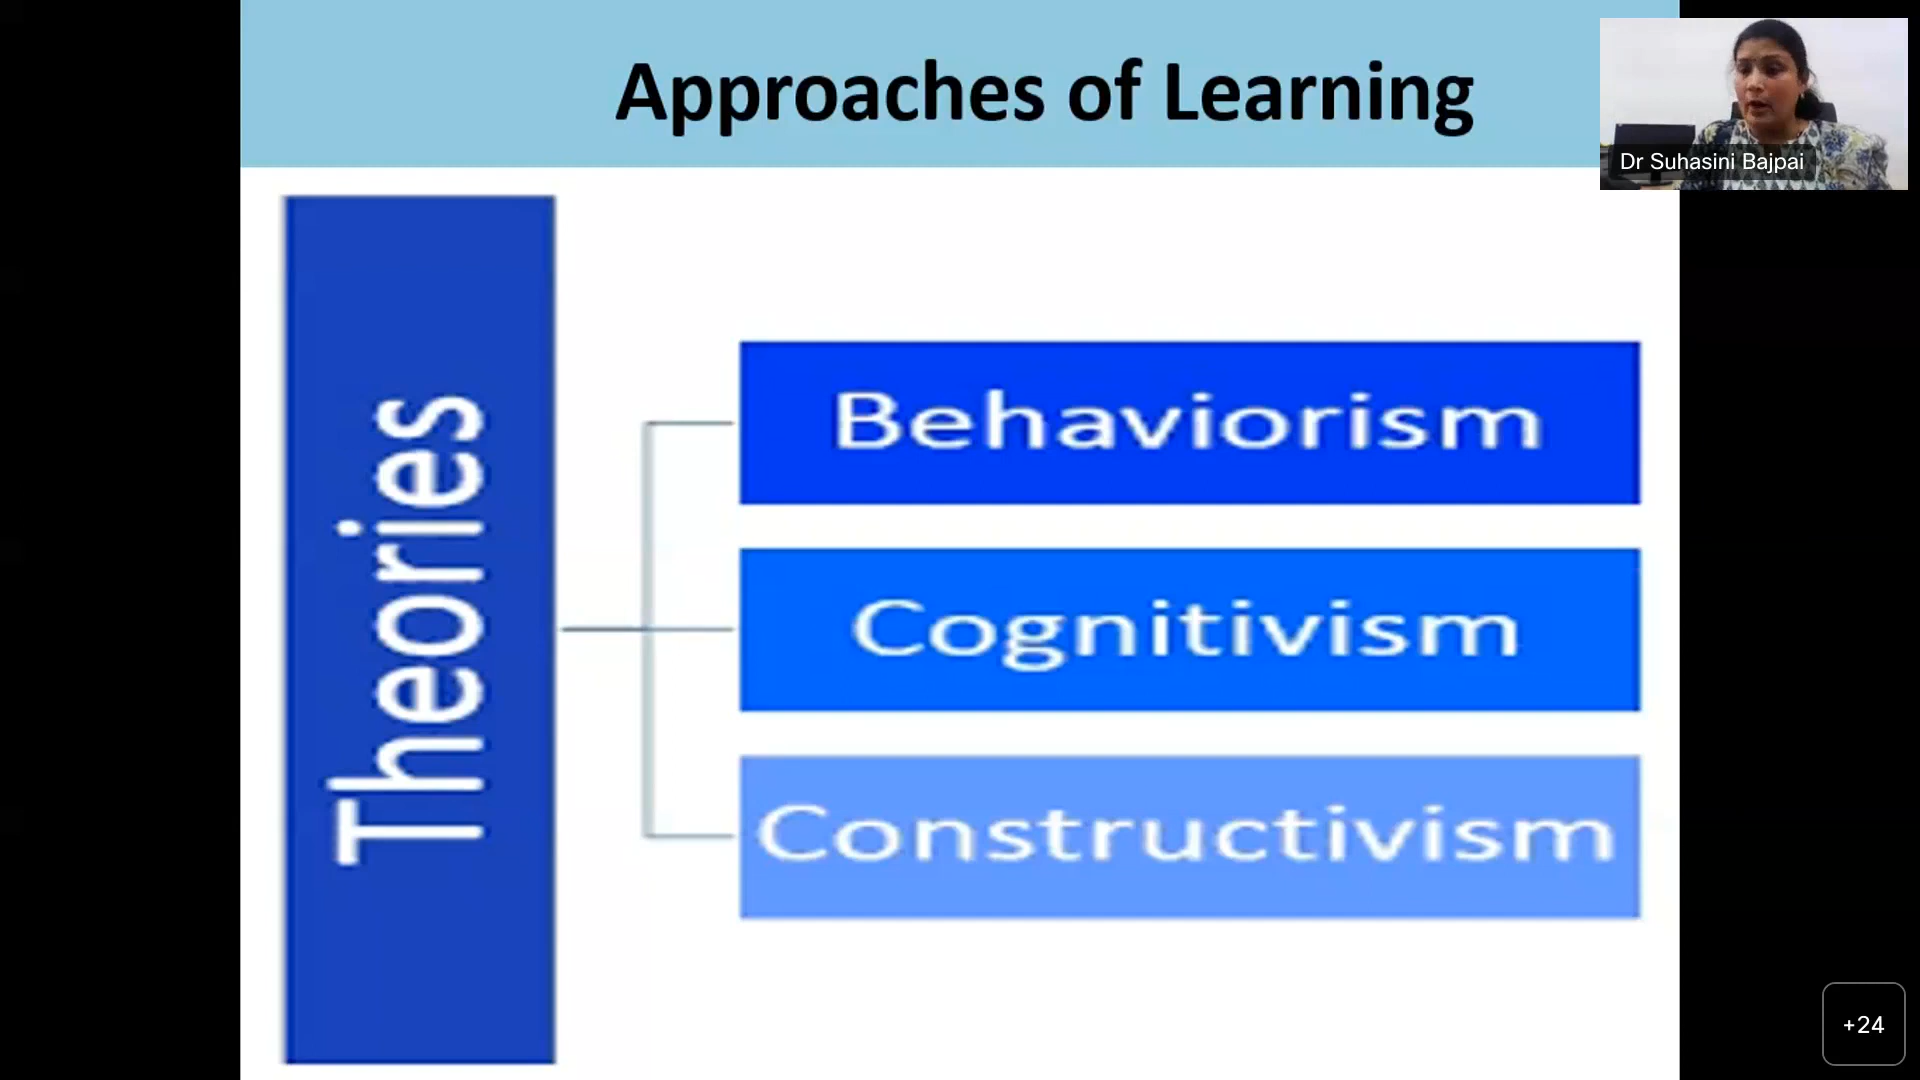 Approaches of Learning
Dr Suhasini Bajpai
Theories
Behaviorism
Cognitivism
Constructivism
+24